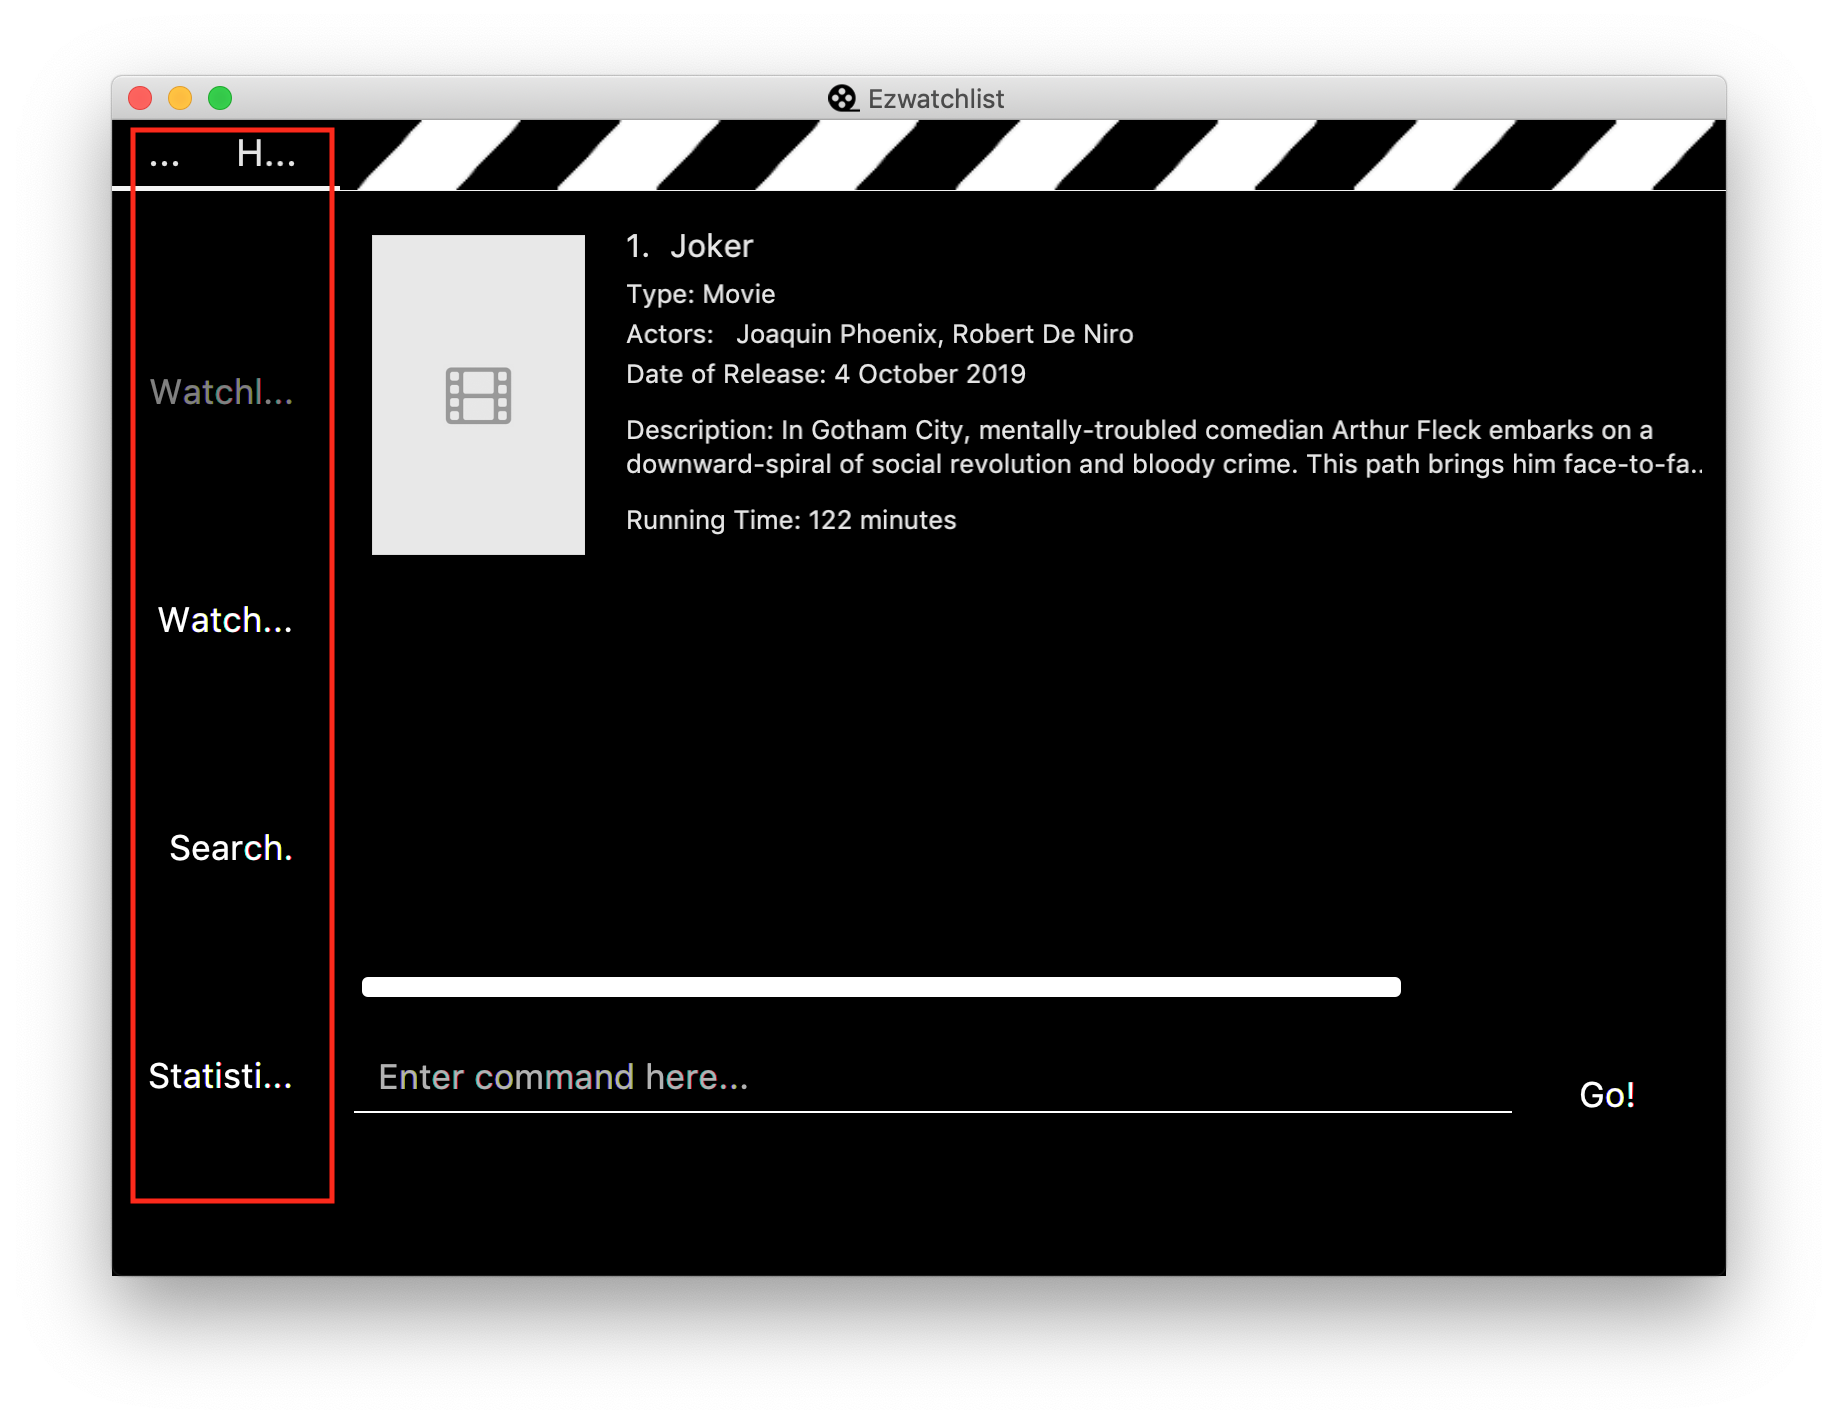 Ezwatchlist
... H...
Watchl...
Watch...
Search.
Statisti...
1. Joker
Type: Movie
Actors: Joaquin Phoenix, Robert De Niro
Date of Release: 4 October 2019
Description: In Gotham City, mentally-troubled comedian Arthur Fleck embarks on a
downward-spiral of social revolution and bloody crime. This path brings him face-to-fa..
Running Time: 122 minutes
Enter command here...
Go!